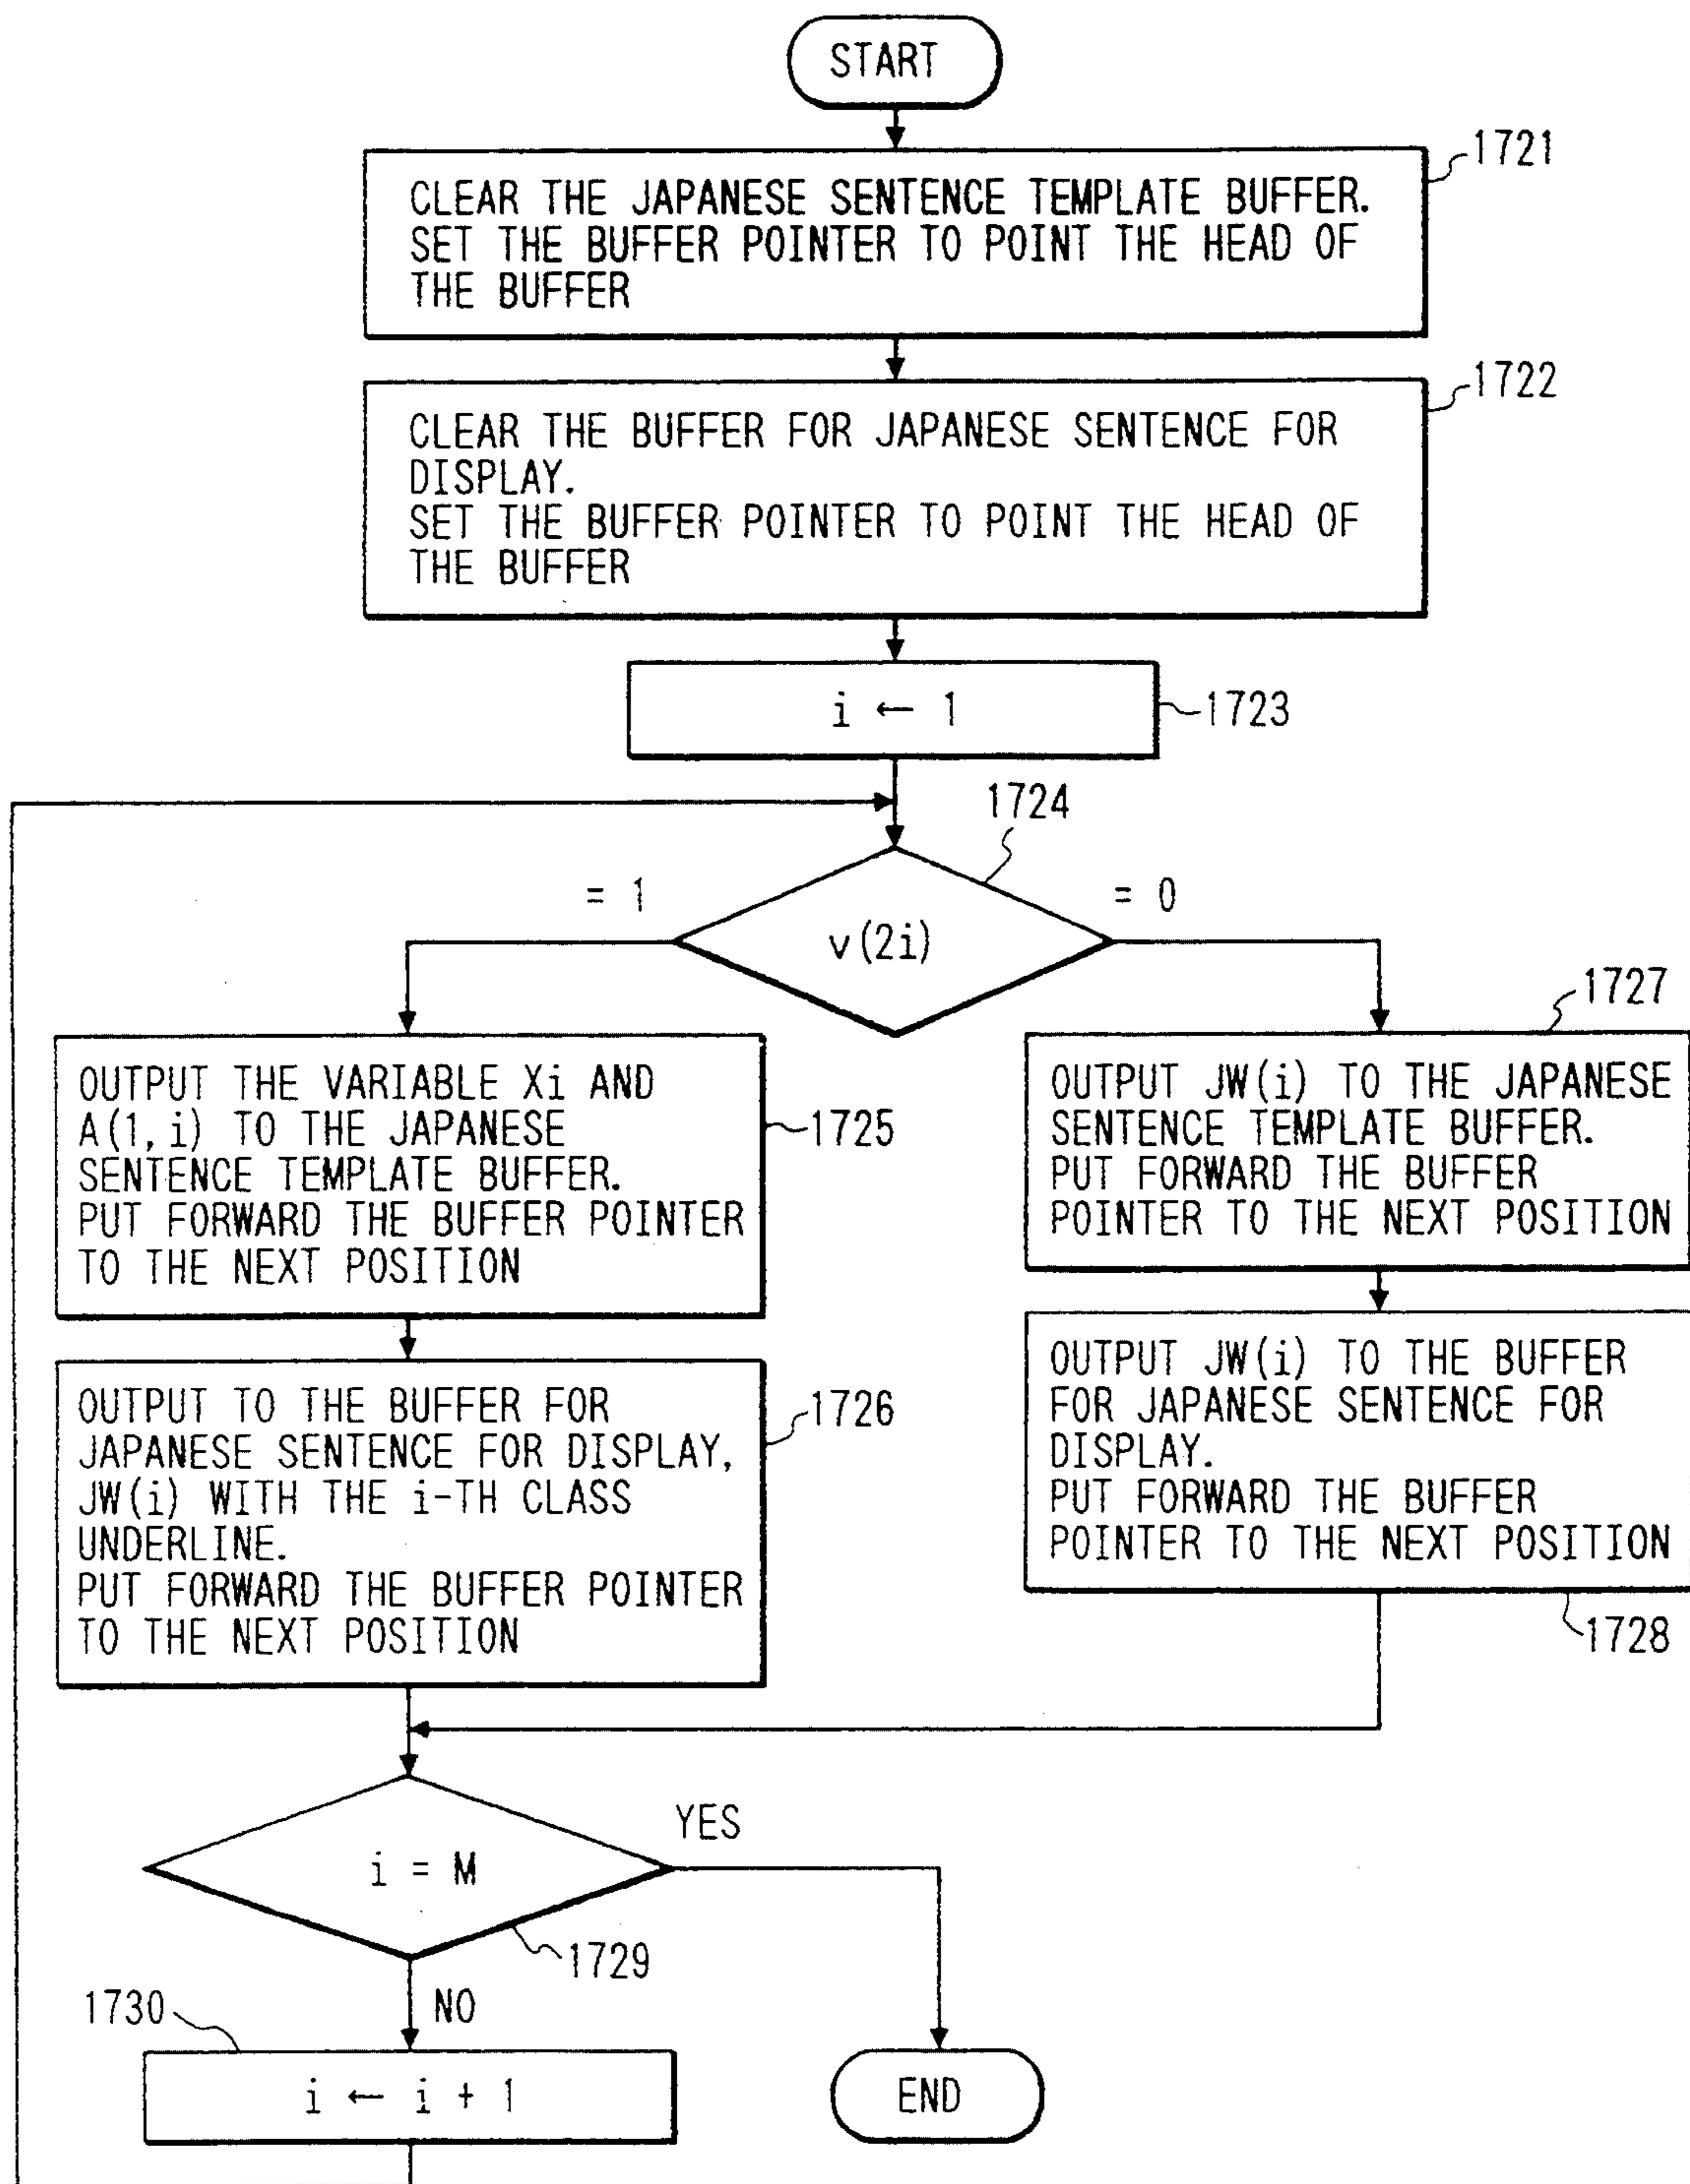 START
1721
CLEAR THE JAPANESE SENTENCE TEMPLATE BUFFER.
SET THE BUFFER POINTER TO POINT THE HEAD OF
THE BUFFER
1722
CLEAR THE BUFFER FOR JAPANESE SENTENCE FOR
DISPLAY.
SET THE BUFFER POINTER TO POINT THE HEAD OF
THE BUFFER
i ← 1
1723
1724
= 1
= 0
v(2i)
1725
OUTPUT THE VARIABLE Xi AND
A(1,i) TO THE JAPANESE
SENTENCE TEMPLATE BUFFER.
PUT FORWARD THE BUFFER POINTER
TO THE NEXT POSITION
1726
OUTPUT TO THE BUFFER FOR
JAPANESE SENTENCE FOR DISPLAY,
JW(i) WITH THE i-TH CLASS
UNDERLINE.
PUT FORWARD THE BUFFER POINTER
TO THE NEXT POSITION
1727
OUTPUT JW(i) TO THE JAPANESE
SENTENCE TEMPLATE BUFFER.
PUT FORWARD THE BUFFER
POINTER TO THE NEXT POSITION
OUTPUT JW(i) TO THE BUFFER
FOR JAPANESE SENTENCE FOR
DISPLAY.
PUT FORWARD THE BUFFER
POINTER TO THE NEXT POSITION
1728
i = M
YES
1729
NO
1730
i ← i + 1
END